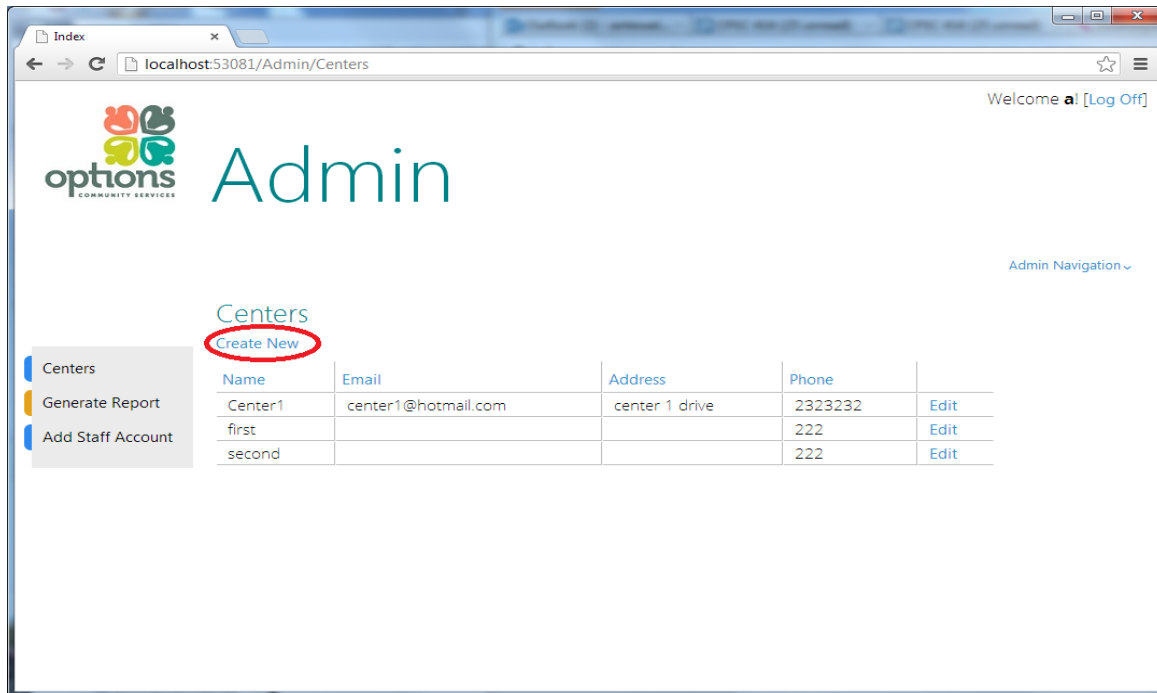 Index
localhost:53081/Admin/Centers
Welcome a! [Log Off]
options
COMMUNITY SERVICES
Admin
Admin Navigation
Centers
Create New
Centers
Generate Report
Add Staff Account
Name Email Address Phone
Center1 center1@hotmail.com center 1 drive 2323232 Edit
first 222 Edit
second 222 Edit